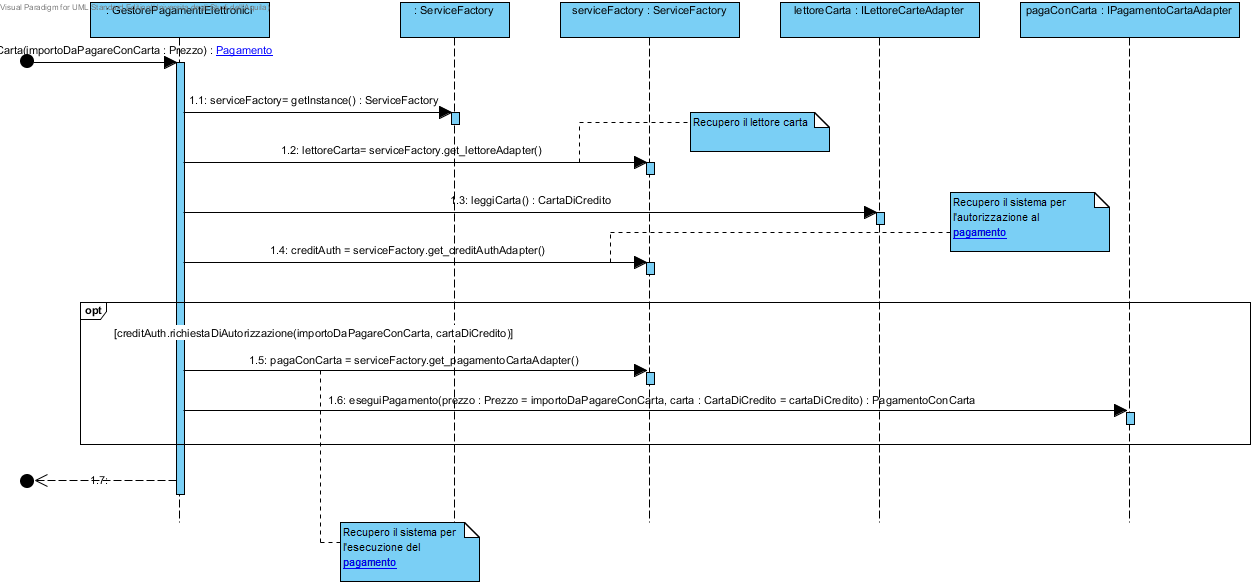 Visual Paradigm for UML Standard
: GestorePagamentiElettronici
: ServiceFactory
serviceFactory : ServiceFactory
lettoreCarta : ILettoreCarteAdapter
pagaConCarta : IPagamentoCartaAdapter
Carta(importoDaPagareConCarta : Prezzo) : Pagamento
1.1: serviceFactory= getInstance() : ServiceFactory
Recupero il lettore carta
1.2: lettoreCarta= serviceFactory.get_lettoreAdapter()
1.3: leggiCarta() : CartaDiCredito
Recupero il sistema per
l'autorizzazione al
pagamento
1.4: creditAuth = serviceFactory.get_creditAuthAdapter()
opt
[creditAuth.richiestaDiAutorizzazione(importoDaPagareConCarta, cartaDiCredito)]
1.5: pagaConCarta = serviceFactory.get_pagamentoCartaAdapter()
1.6: eseguiPagamento(prezzo : Prezzo = importoDaPagareConCarta, carta : CartaDiCredito = cartaDiCredito) : PagamentoConCarta
1.7:
Recupero il sistema per
l'esecuzione del
pagamento